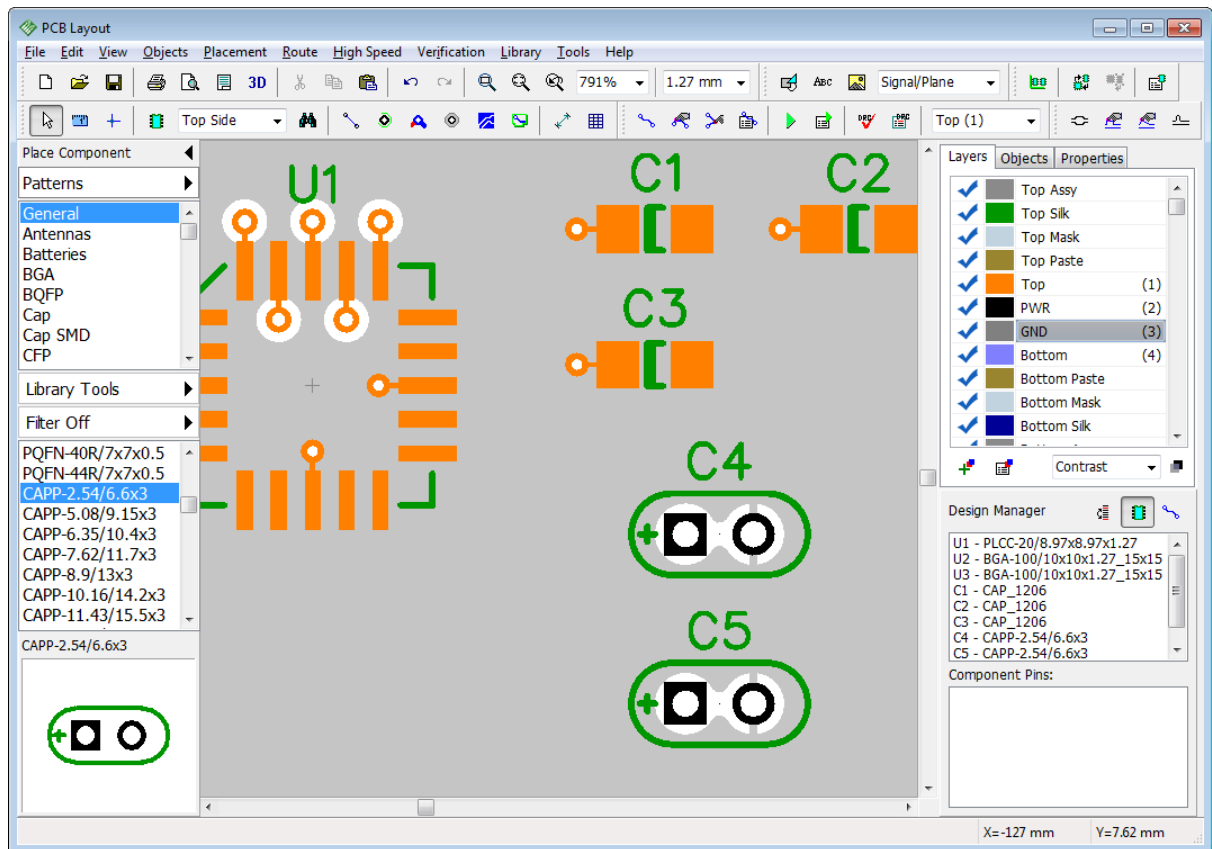 PCB Layout
File Edit View Objects Placement Route High Speed Verification Library Tools Help
3D 791% 1.27 mm ABC Signal/Plane
Top Side DRC DRC Top (1)
Place Component
Patterns
General
Antennas
Batteries
BGA
BQFP
Cap
Cap SMD
CFP
Library Tools
Filter Off
PQFN-40R/7x7x0.5
PQFN-44R/7x7x0.5
CAPP-2.54/6.6x3
CAPP-5.08/9.15x3
CAPP-6.35/10.4x3
CAPP-7.62/11.7x3
CAPP-8.9/13x3
CAPP-10.16/14.2x3
CAPP-11.43/15.5x3
CAPP-2.54/6.6x3
+
U1
C1
C2
C3
C4
+
C5
+
Layers Objects Properties
Top Assy
Top Silk
Top Mask
Top Paste
Top (1)
PWR (2)
GND (3)
Bottom (4)
Bottom Paste
Bottom Mask
Bottom Silk
Contrast
Design Manager
U1 - PLCC-20/8.97x8.97x1.27
U2 - BGA-100/10x10x1.27_15x15
U3 - BGA-100/10x10x1.27_15x15
C1 - CAP_1206
C2 - CAP_1206
C3 - CAP_1206
C4 - CAPP-2.54/6.6x3
C5 - CAPP-2.54/6.6x3
Component Pins:
X=-127 mm Y=7.62 mm